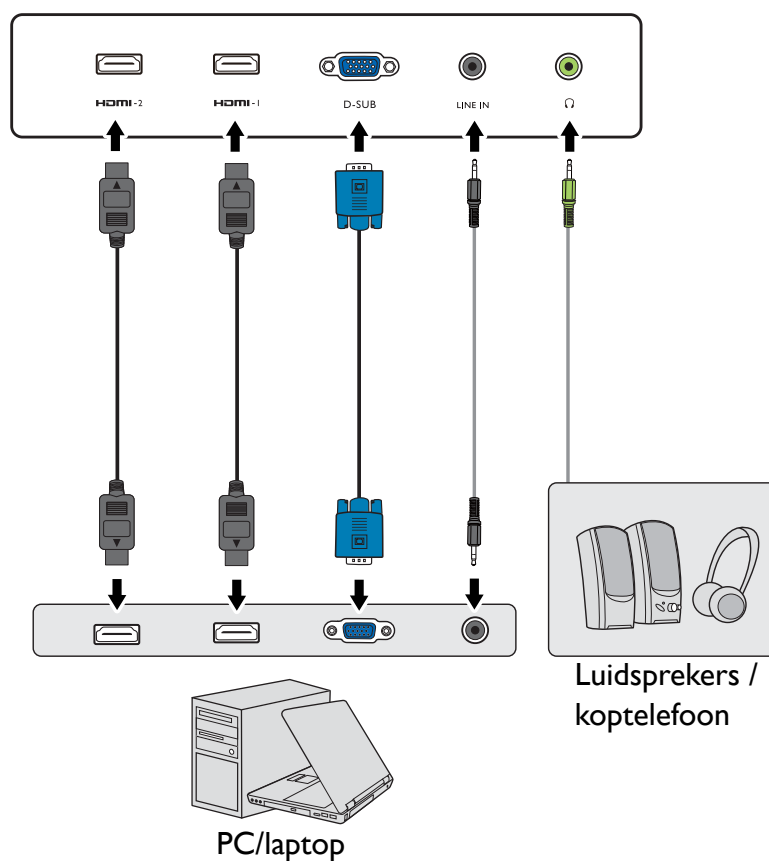 HDMI-2
HDMI-1
D-SUB
LINE IN
Luidsprekers /
koptelefoon
PC/laptop